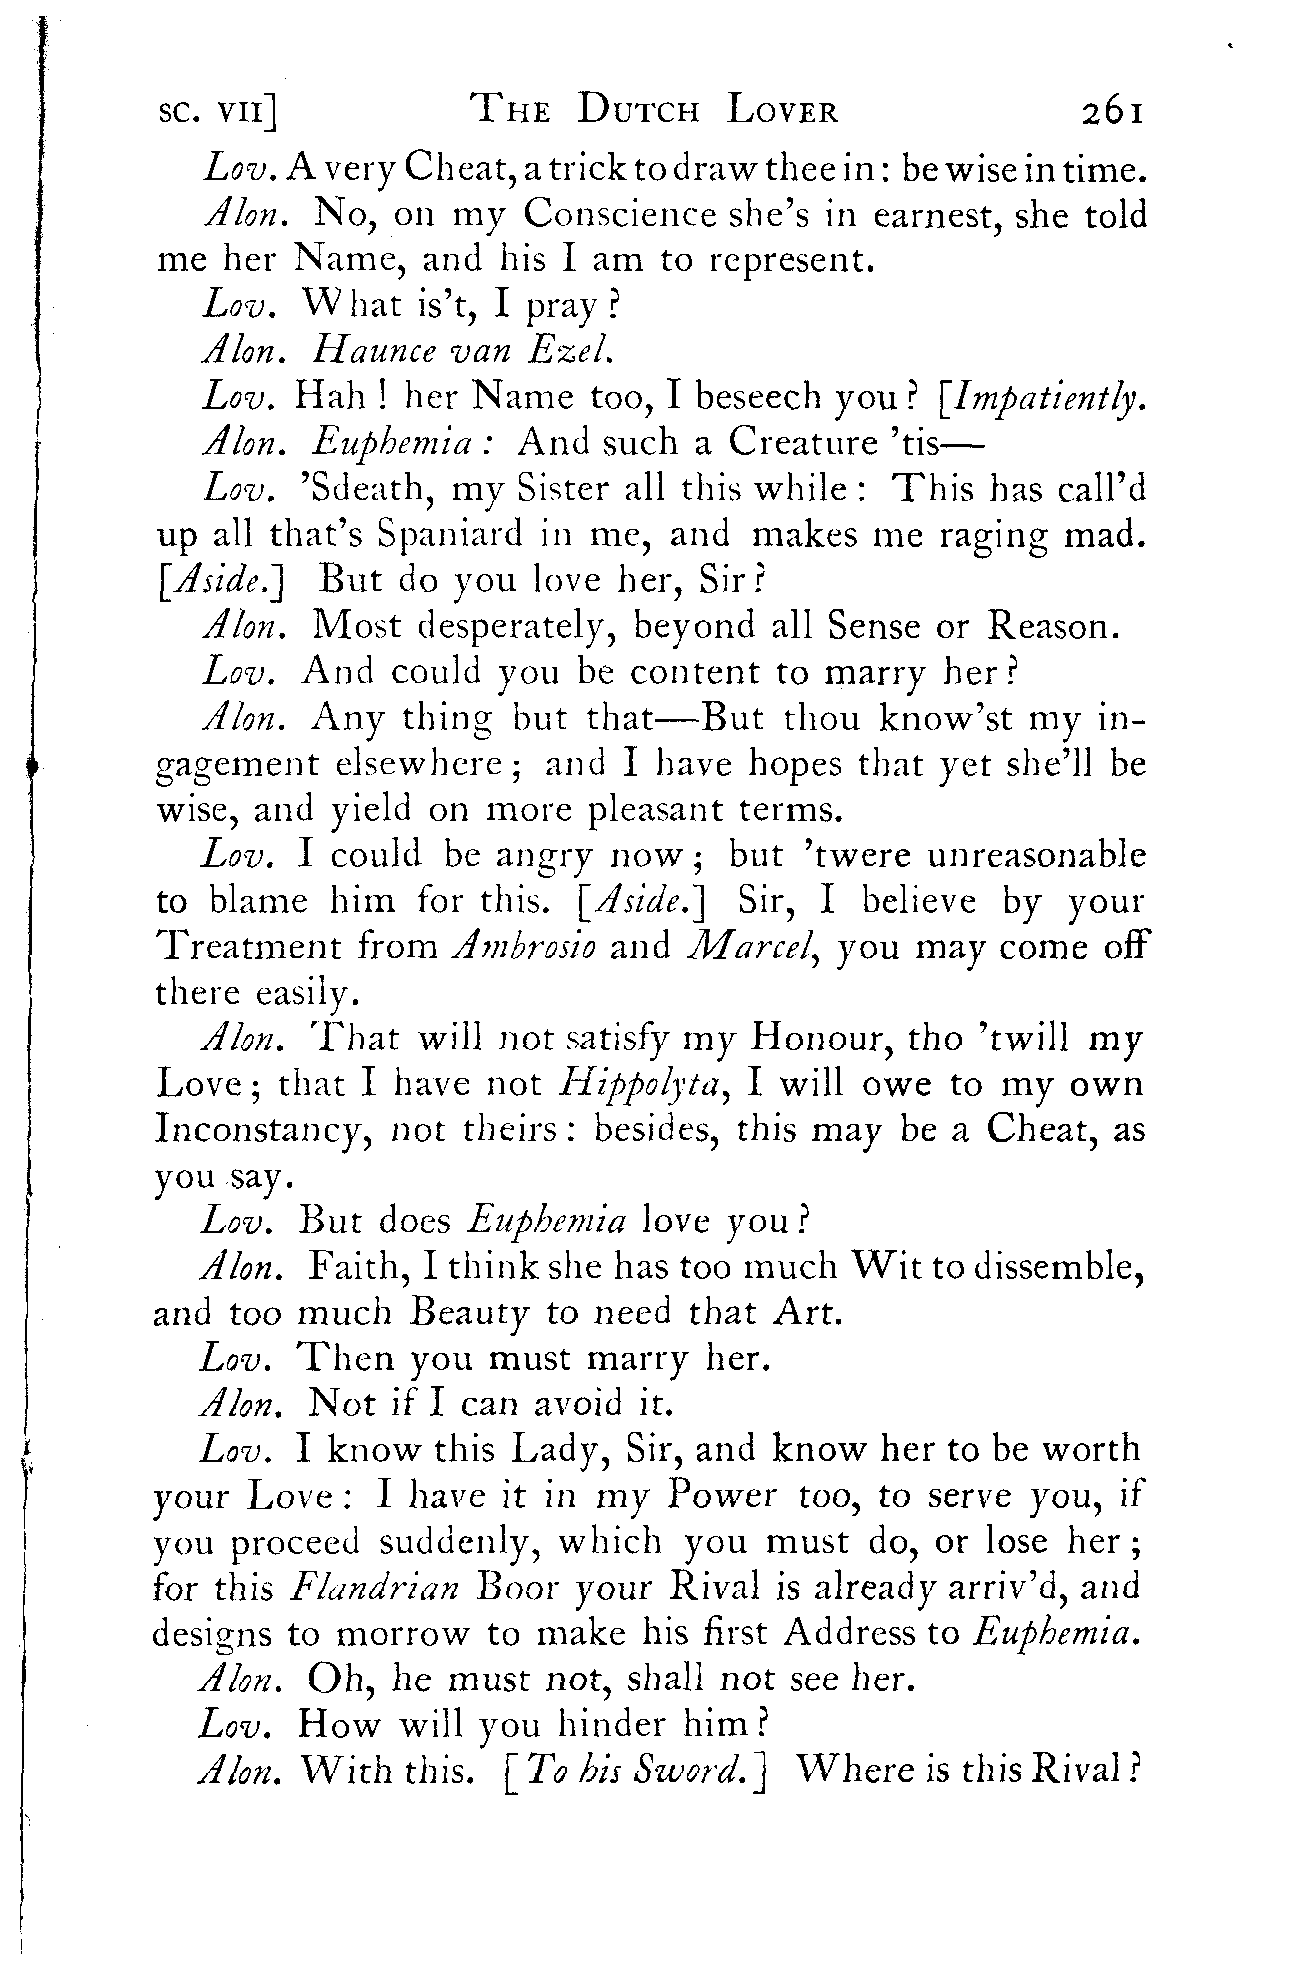 SC. VII] THE DUTCH LOVER 261
Lov. A very Cheat, a trick to draw thee in: be wise in time.
Alon. No, on my Conscience she's in earnest, she told
me her Name, and his I am to represent.
Lov. What is't, I pray?
Alon. Haunce van Ezel.
Lov. Hah! her Name too, I beseech you? [Impatiently.
Alon. Euphemia: And such a Creature 'tis—
Lov. 'Sdeath, my Sister all this while: This has call'd
up all that's Spaniard in me, and makes me raging mad.
[Aside.] But do you love her, Sir?
Alon. Most desperately, beyond all Sense or Reason.
Lov. And could you be content to marry her?
Alon. Any thing but that—But thou know'st my in-
gagement elsewhere; and I have hopes that yet she'll be
wise, and yield on more pleasant terms.
Lov. I could be angry now; but 'twere unreasonable
to blame him for this. [Aside.] Sir, I believe by your
Treatment from Ambrosio and Marcel, you may come off
there easily.
Alon. That will not satisfy my Honour, tho 'twill my
Love; that I have not Hippolyta, I will owe to my own
Inconstancy, not theirs: besides, this may be a Cheat, as
you say.
Lov. But does Euphemia love you?
Alon. Faith, I think she has too much Wit to dissemble,
and too much Beauty to need that Art.
Lov. Then you must marry her.
Alon. Not if I can avoid it.
Lov. I know this Lady, Sir, and know her to be worth
your Love: I have it in my Power too, to serve you, if
you proceed suddenly, which you must do, or lose her;
for this Flandrian Boor your Rival is already arriv'd, and
designs to morrow to make his first Address to Euphemia.
Alon. Oh, he must not, shall not see her.
Lov. How will you hinder him?
Alon. With this. [To his Sword.] Where is this Rival?